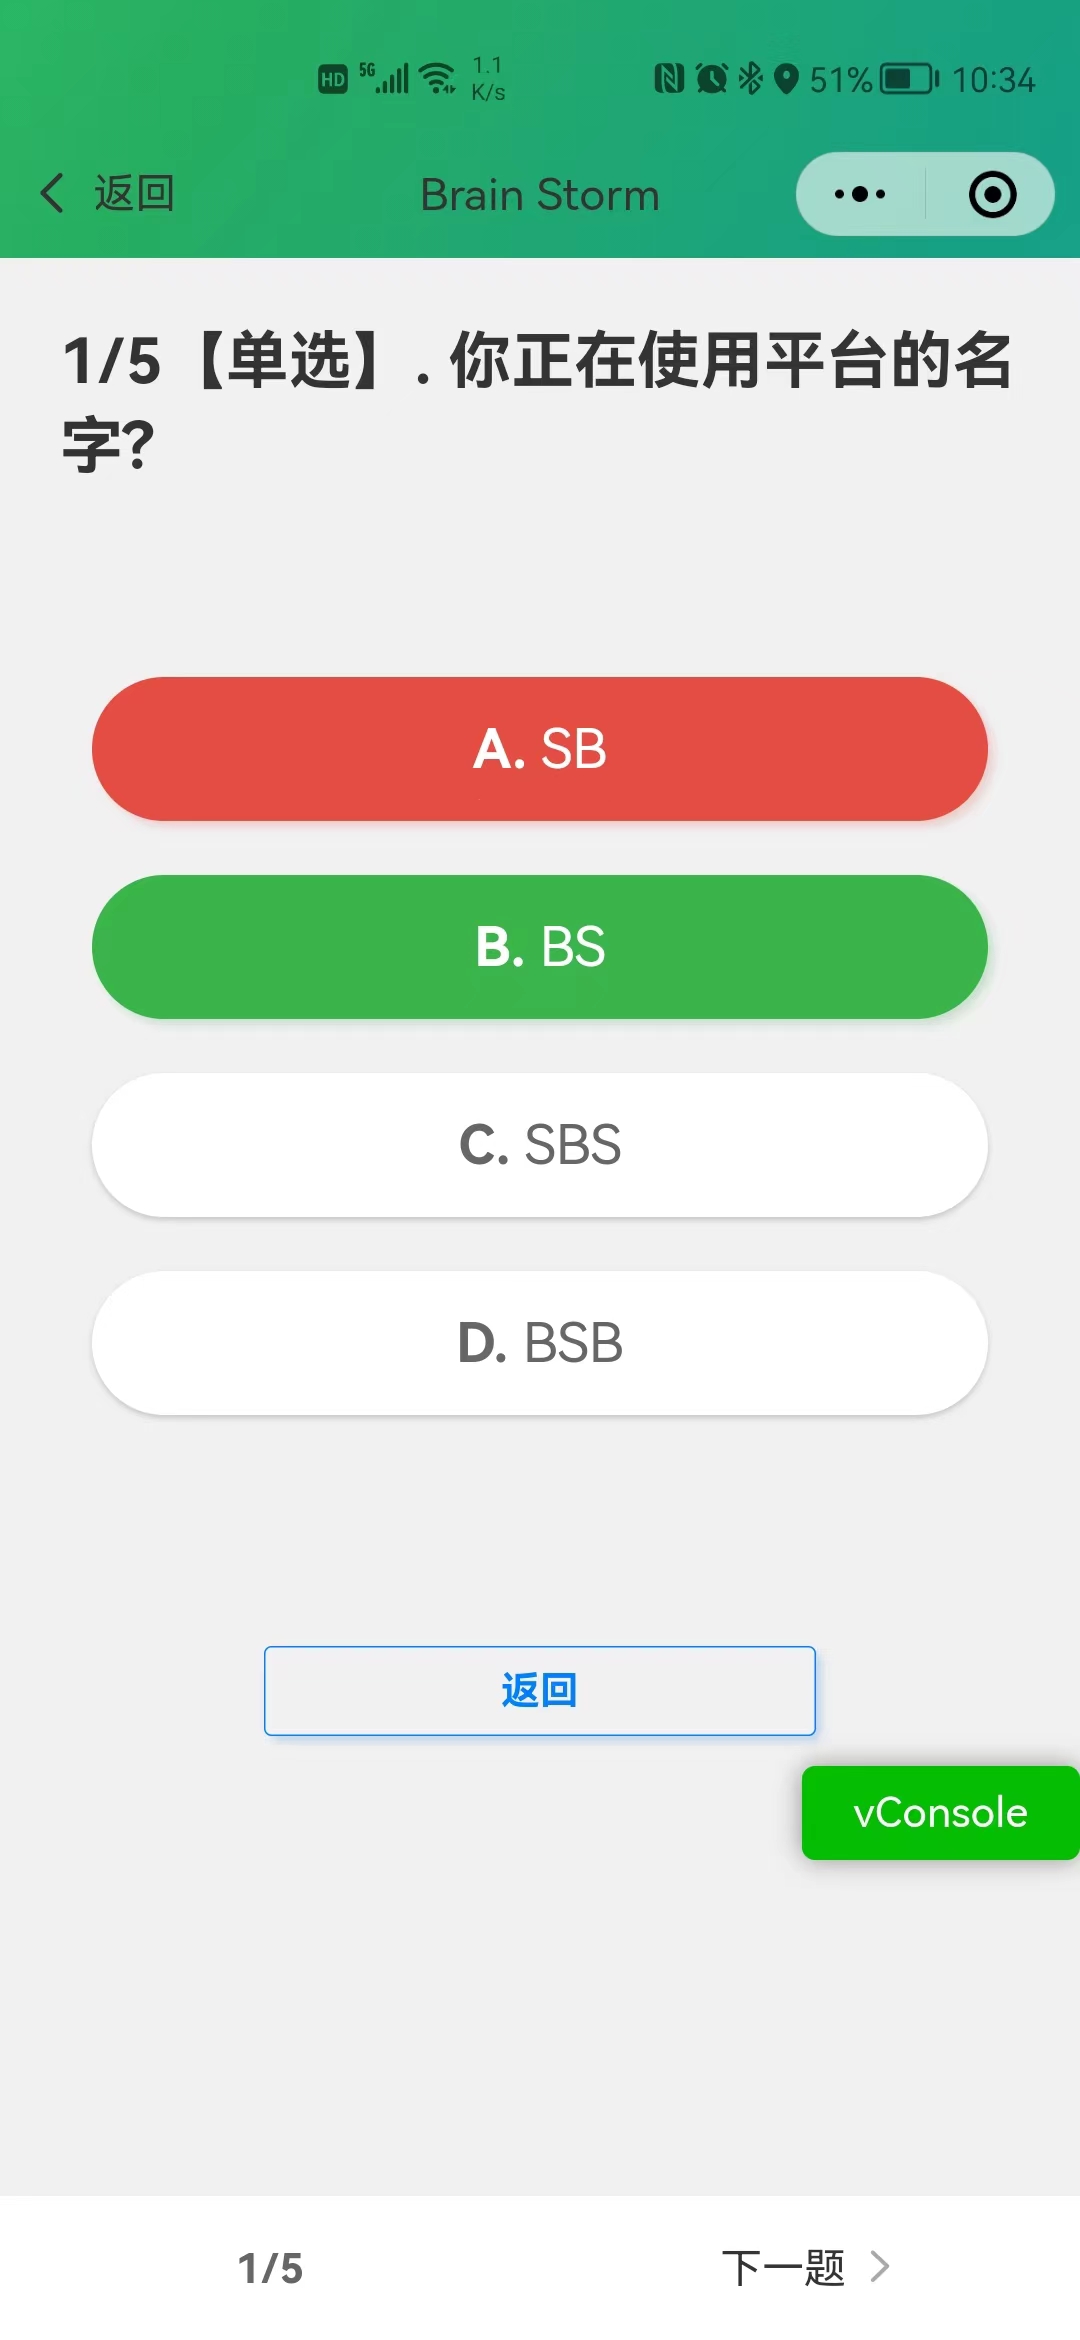 HD 5G 1.1 K/s 51% 10:34
返回 Brain Storm
1/5【单选】. 你正在使用平台的名
字?
A. SB
B. BS
C. SBS
D. BSB
返回
vConsole
1/5 下一题